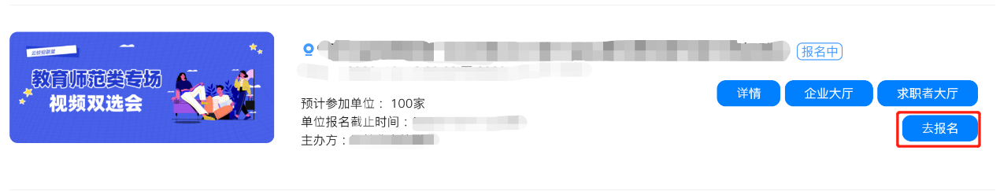 云校招联盟
教育师范类专场
视频双选会
报名中
预计参加单位： 100家
单位报名截止时间：
主办方：
详情
企业大厅
求职者大厅
去报名